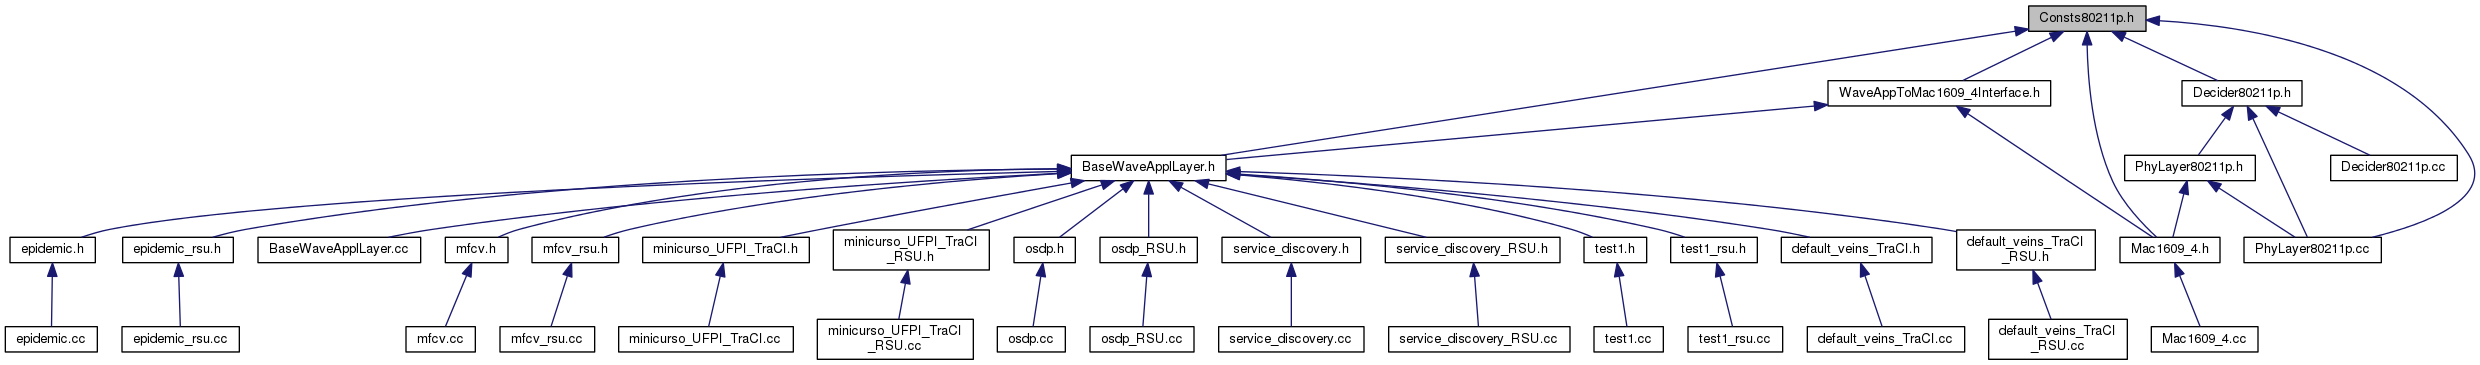 Consts80211p.h
WaveAppToMac1609_4Interface.h
Decider80211p.h
BaseWaveApplLayer.h
PhyLayer80211p.h
Decider80211p.cc
epidemic.h
epidemic_rsu.h
BaseWaveApplLayer.cc
mfcv.h
mfcv_rsu.h
minicurso_UFPI_TraCI.h
minicurso_UFPI_TraCI
_RSU.h
osdp.h
osdp_RSU.h
service_discovery.h
service_discovery_RSU.h
test1.h
test1_rsu.h
default_veins_TraCI.h
default_veins_TraCI
_RSU.h
Mac1609_4.h
PhyLayer80211p.cc
epidemic.cc
epidemic_rsu.cc
mfcv.cc
mfcv_rsu.cc
minicurso_UFPI_TraCI.cc
minicurso_UFPI_TraCI
_RSU.cc
osdp.cc
osdp_RSU.cc
service_discovery.cc
service_discovery_RSU.cc
test1.cc
test1_rsu.cc
default_veins_TraCI.cc
default_veins_TraCI
_RSU.cc
Mac1609_4.cc